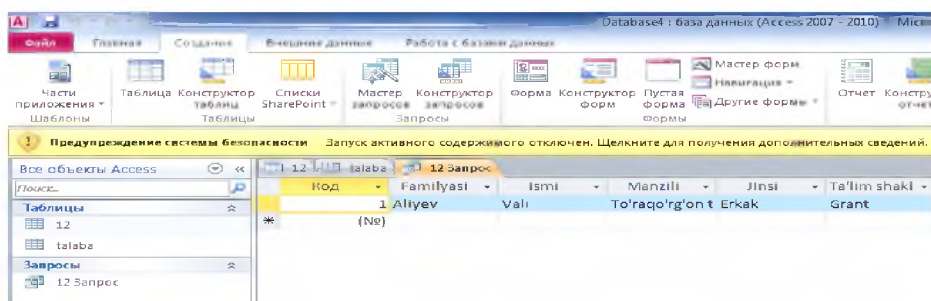 Database4 : база данных (Access 2007 - 2010)
Файл Главная Создание Внешние данные Работа с базами данных
Части приложения Таблица Конструктор таблиц Списки SharePoint Мастер запросов Конструктор запросов Форма Конструктор форм Пустая форма Мастер форм Навигация Другие формы Отчет
Шаблоны Таблицы Запросы Формы
Предупреждение системы безопасности Запуск активного содержимого отключен. Щелкните для получения дополнительных сведений.
Все объекты Access 12 talaba 12 Запрос
Поиск... Код Familyasi Ismi Manzili Jinsi Ta'lim shakl
Таблицы 1 Aliyev Vali To'raqo'rg'on t Erkak Grant
12 * (№)
talaba
Запросы
12 Запрос